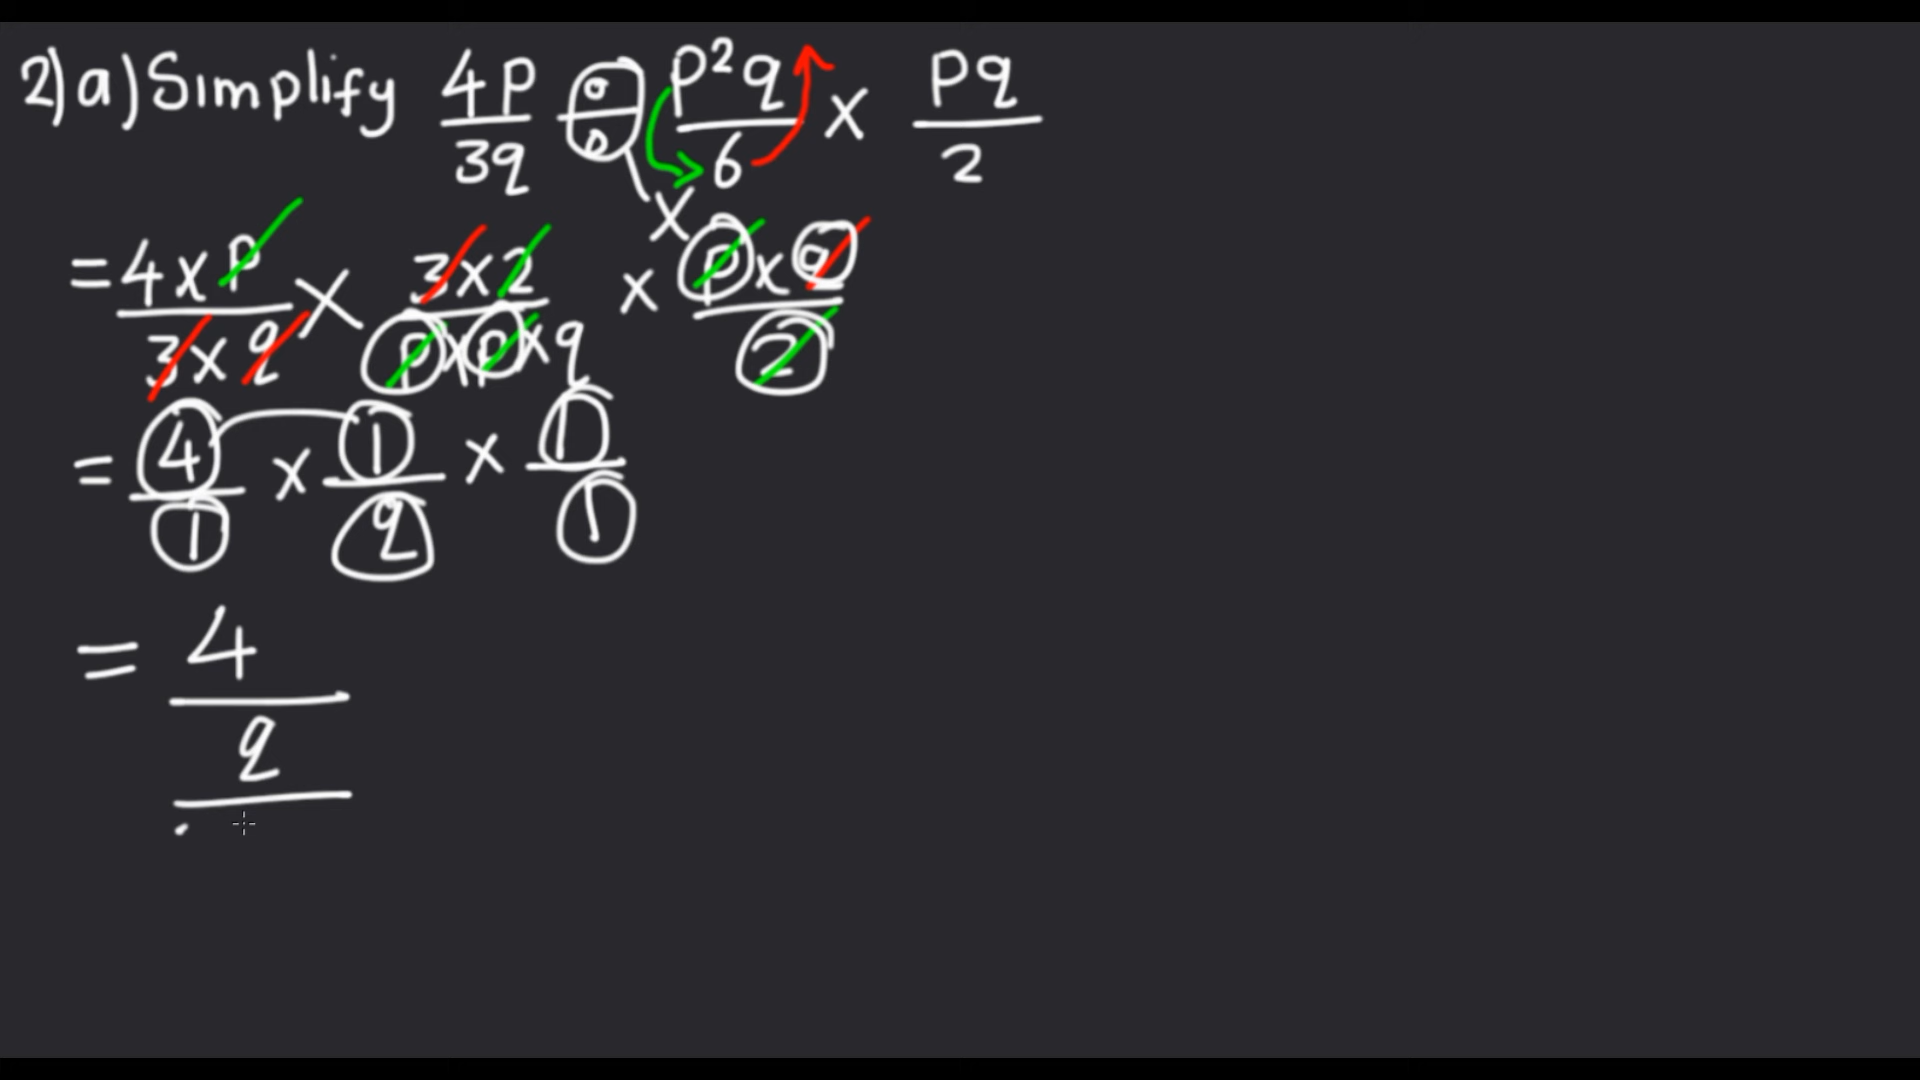 2)a) Simplify 4p/3q ÷ p²q/6 × pq/2
= 4×p/3×q × 3×2/p×p×q × p×q/2
= 4/1 × 1/q × 1/1
= 4/q